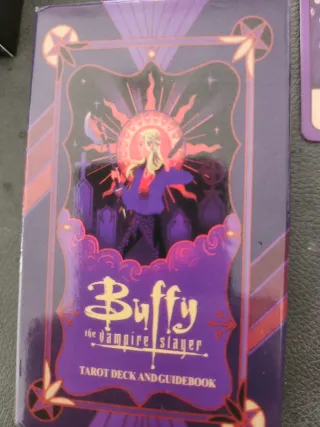 Buffy
the vampire slayer
TAROT DECK AND GUIDEBOOK